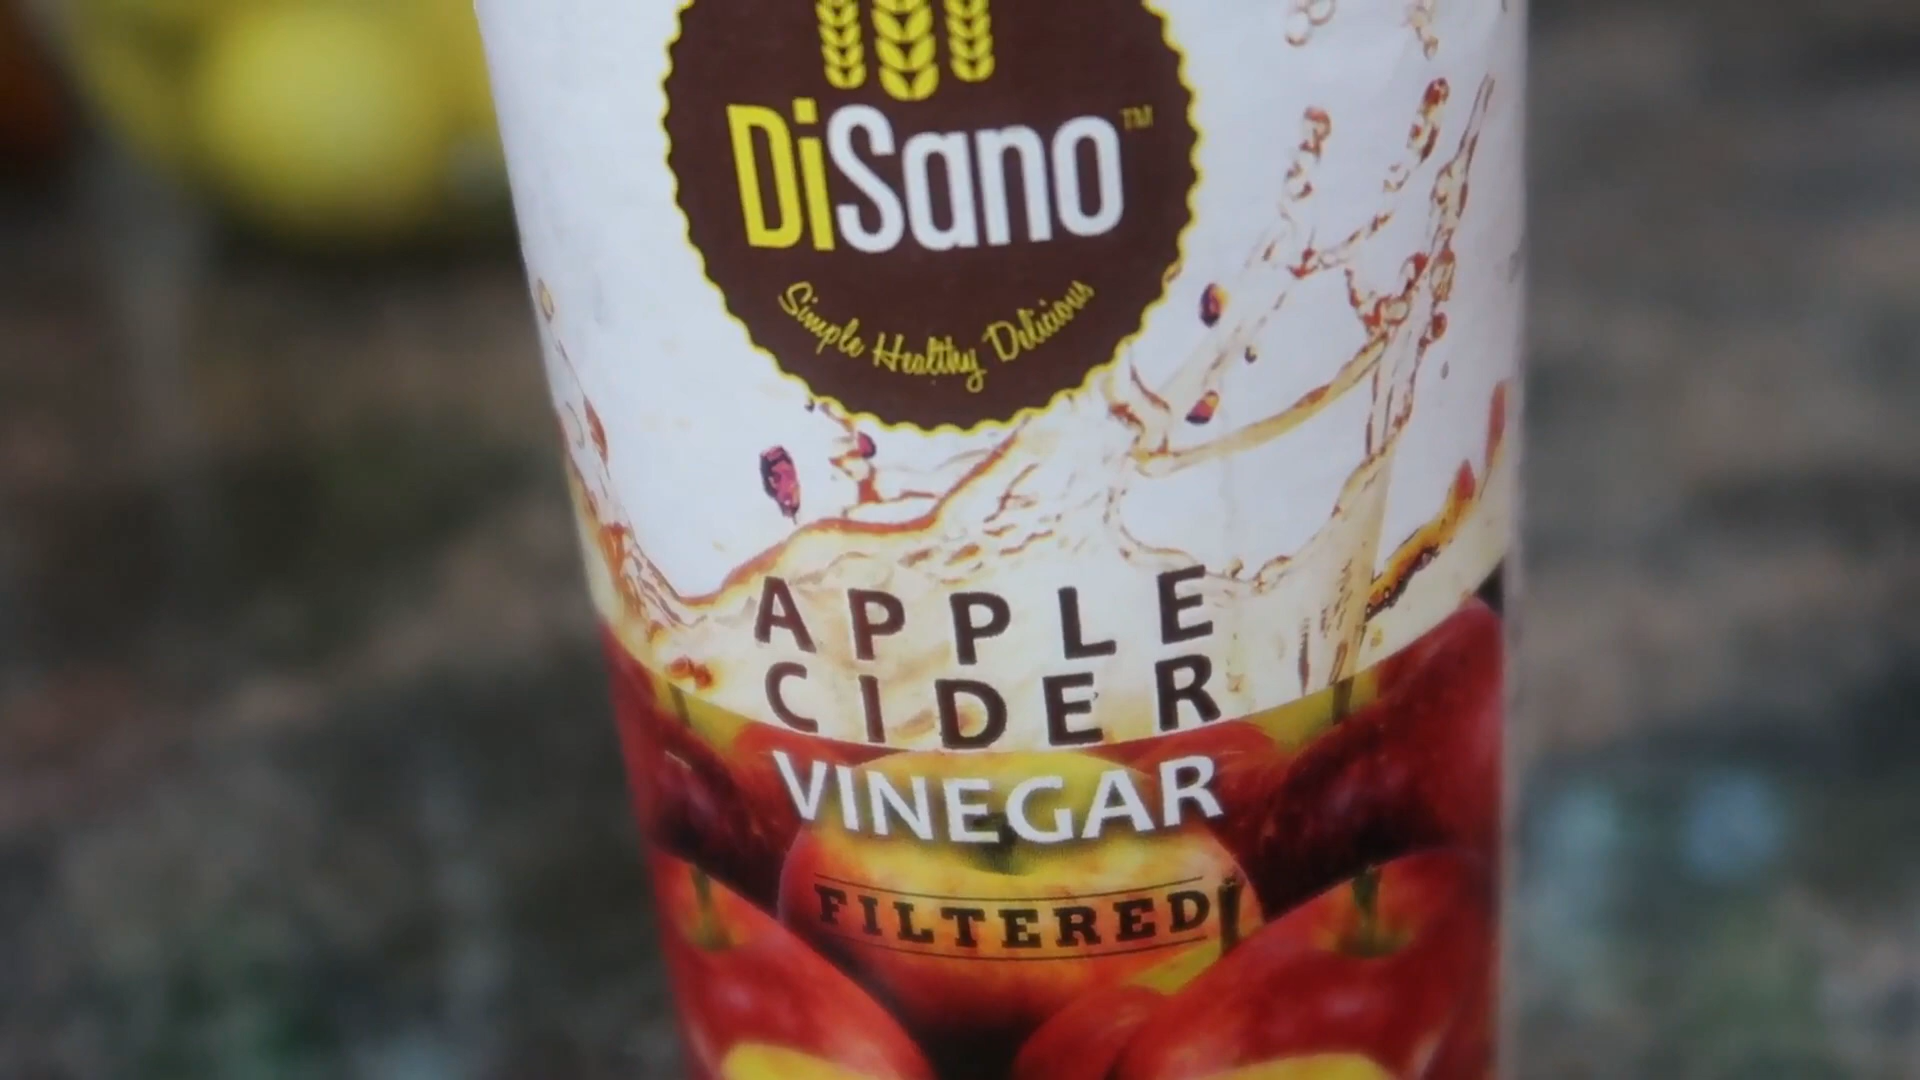 DiSano™
Simple Healthy Delicious
APPLE
CIDER
VINEGAR
FILTERED